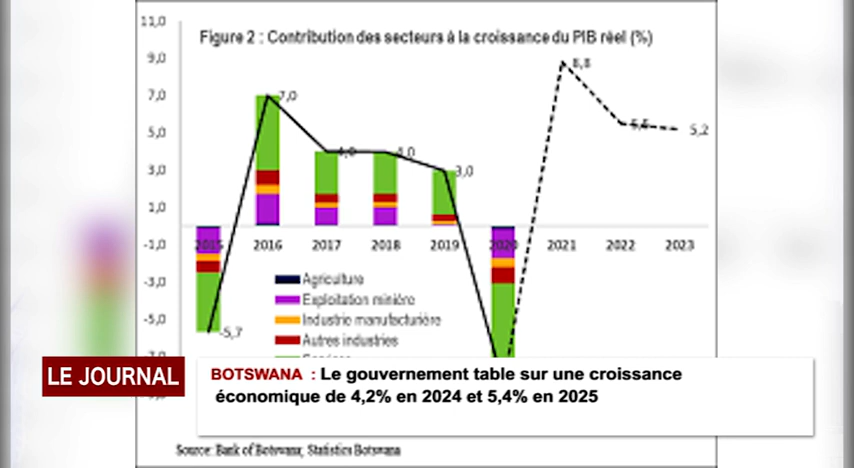 Figure 2 : Contribution des secteurs à la croissance du PIB réel (%)
11,0
9,0
7,0
5,0
3,0
1,0
-1,0
-3,0
-5,0
-5,7
7,0
4,0
3,0
8,8
5,2
2015 2016 2017 2018 2019 2020 2021 2022 2023
Agriculture
Exploitation minière
Industrie manufacturière
Autres industries
LE JOURNAL
BOTSWANA : Le gouvernement table sur une croissance
économique de 4,2% en 2024 et 5,4% en 2025
Source: Bank of Botswana; Statistics Botswana